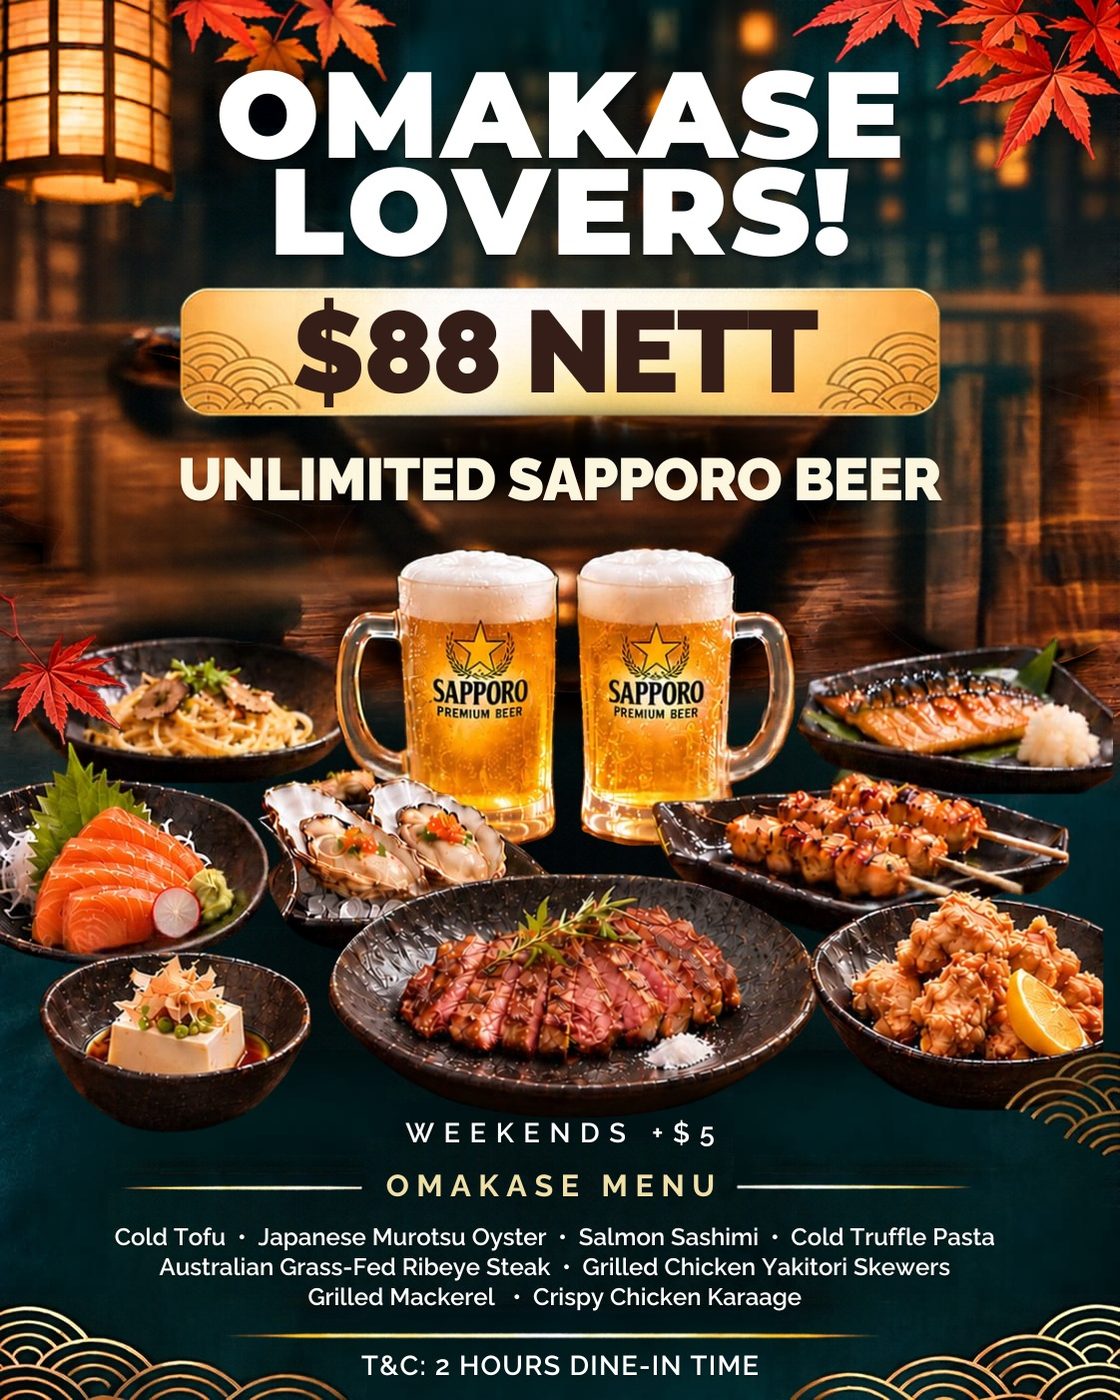 OMAKASE
LOVERS!
$88 NETT
UNLIMITED SAPPORO BEER
SAPPORO
PREMIUM BEER
SAPPORO
PREMIUM BEER
WEEKENDS +$5
OMAKASE MENU
Cold Tofu • Japanese Murotsu Oyster • Salmon Sashimi • Cold Truffle Pasta
Australian Grass-Fed Ribeye Steak • Grilled Chicken Yakitori Skewers
Grilled Mackerel • Crispy Chicken Karaage
T&C: 2 HOURS DINE-IN TIME